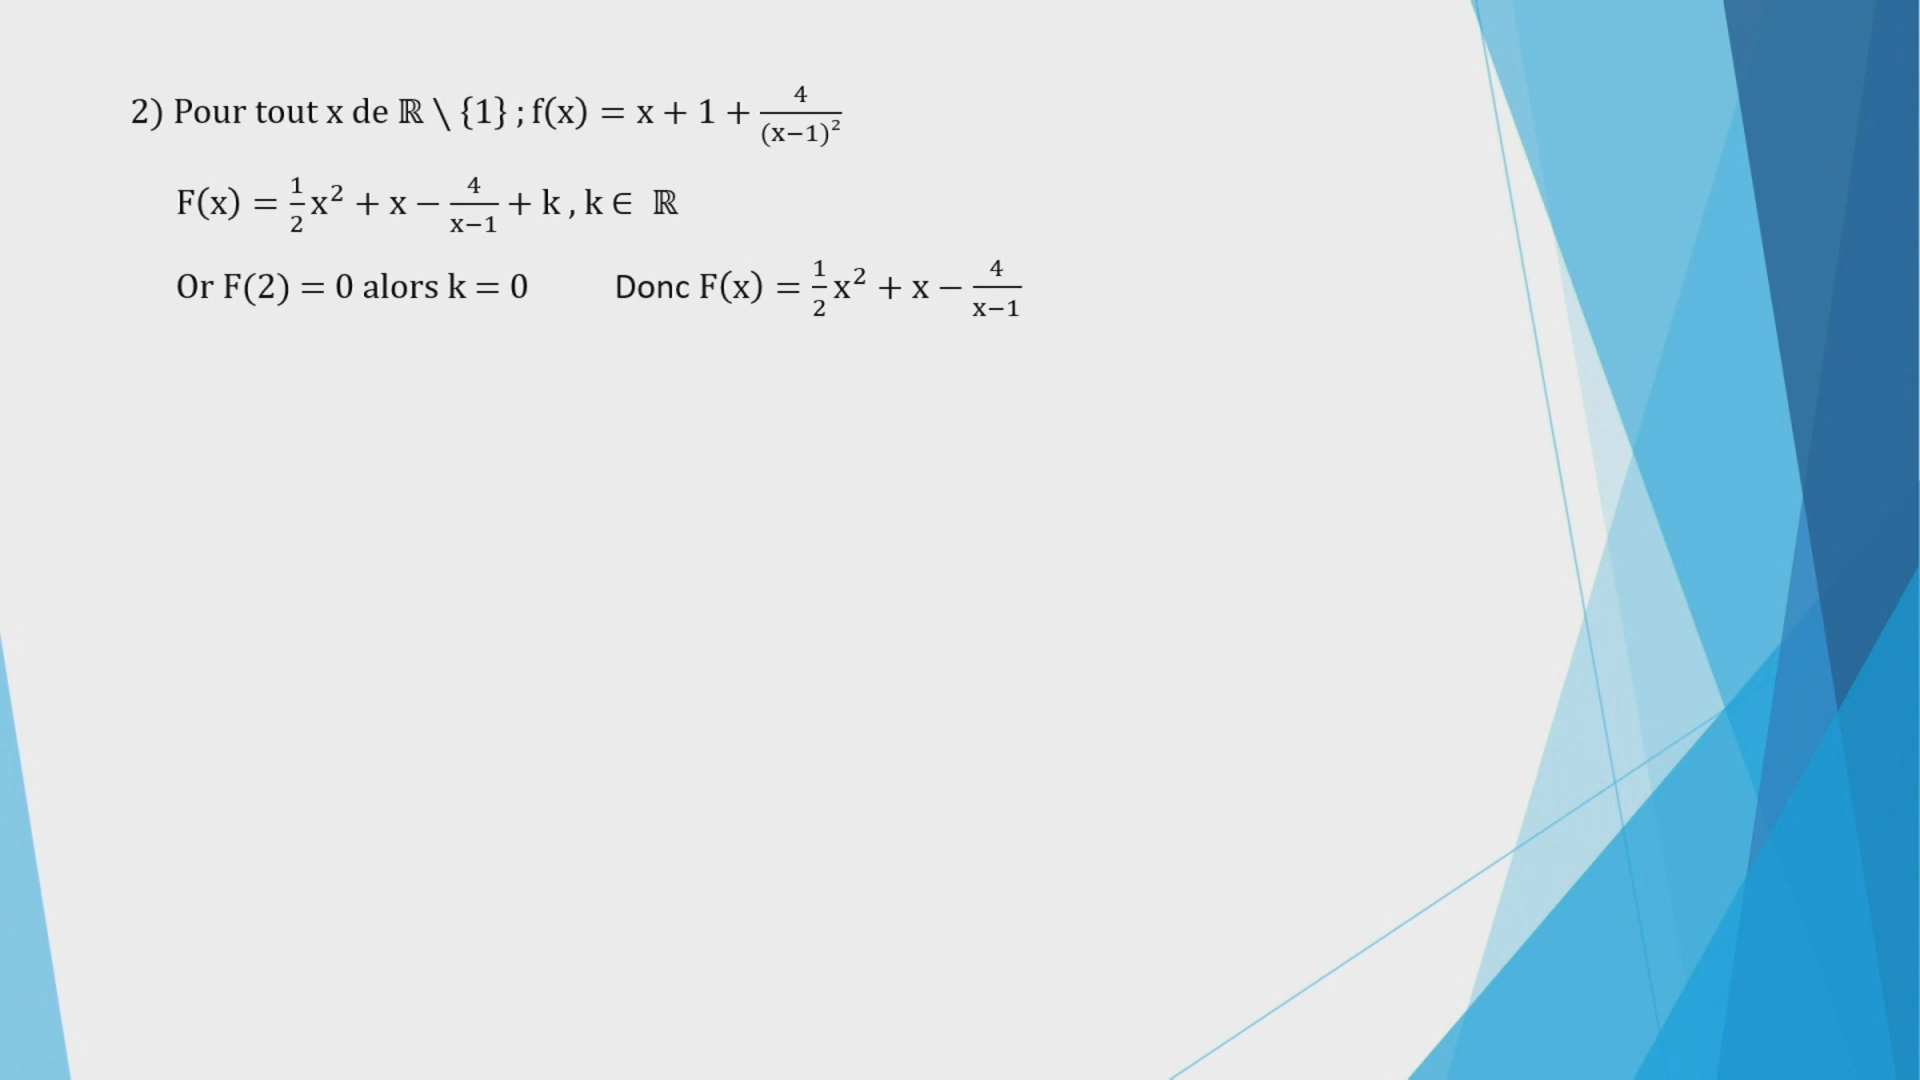 2) Pour tout x de ℝ \ {1} ; f(x) = x + 1 + 4/(x−1)²
F(x) = 1/2 x² + x − 4/(x−1) + k , k ∈ ℝ
Or F(2) = 0 alors k = 0 Donc F(x) = 1/2 x² + x − 4/(x−1)